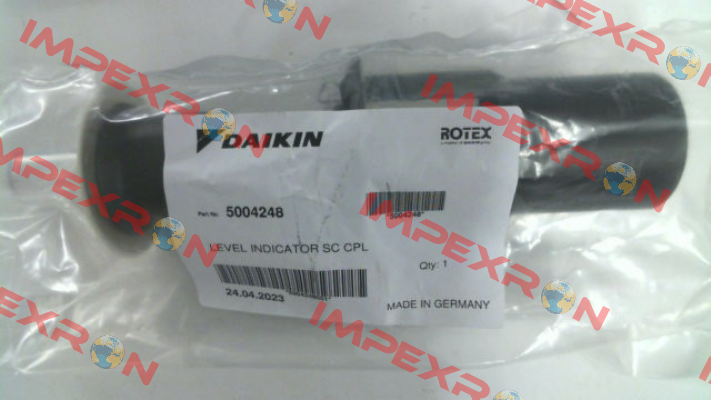 DAIKIN
ROTEX
Part No. 5004248
*5004248*
LEVEL INDICATOR SC CPL
Qty: 1
24.04.2023
MADE IN GERMANY
IMPEXRON
IMPEXRON
IMPEXRON
IMPEXRON
IMPEXRON
IMPEXRON
IMPEXRON